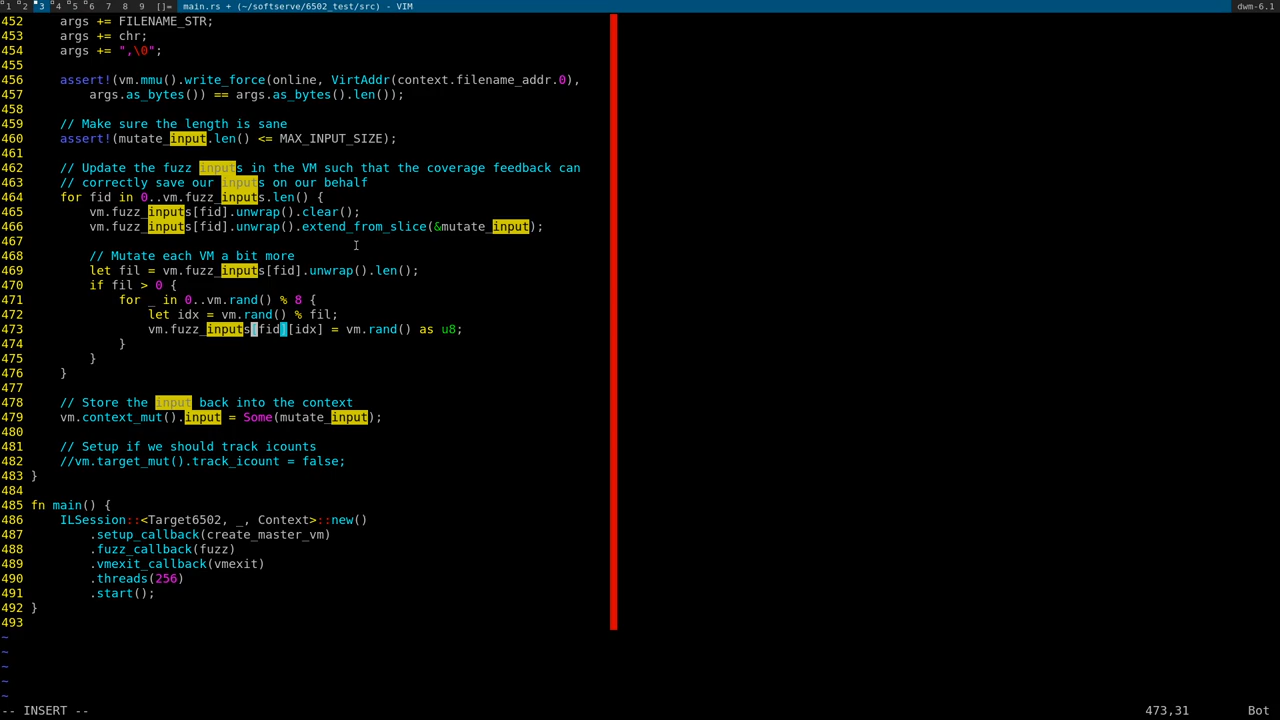 1 2 3 4 5 6 7 8 9 []= main.rs + (~/softserve/6502_test/src) - VIM dwm-6.1
452     args += FILENAME_STR;
453     args += chr;
454     args += ",\0";
455
456     assert!(vm.mmu().write_force(online, VirtAddr(context.filename_addr.0),
457         args.as_bytes()) == args.as_bytes().len());
458
459     // Make sure the length is sane
460     assert!(mutate_input.len() <= MAX_INPUT_SIZE);
461
462     // Update the fuzz inputs in the VM such that the coverage feedback can
463     // correctly save our inputs on our behalf
464     for fid in 0..vm.fuzz_inputs.len() {
465         vm.fuzz_inputs[fid].unwrap().clear();
466         vm.fuzz_inputs[fid].unwrap().extend_from_slice(&mutate_input);
467
468         // Mutate each VM a bit more
469         let fil = vm.fuzz_inputs[fid].unwrap().len();
470         if fil > 0 {
471             for _ in 0..vm.rand() % 8 {
472                 let idx = vm.rand() % fil;
473                 vm.fuzz_inputs[fid][idx] = vm.rand() as u8;
474             }
475         }
476     }
477
478     // Store the input back into the context
479     vm.context_mut().input = Some(mutate_input);
480
481     // Setup if we should track icounts
482     //vm.target_mut().track_icount = false;
483 }
484
485 fn main() {
486     ILSession::<Target6502, _, Context>::new()
487         .setup_callback(create_master_vm)
488         .fuzz_callback(fuzz)
489         .vmexit_callback(vmexit)
490         .threads(256)
491         .start();
492 }
493
~
~
~
~
~
-- INSERT -- 473,31 Bot